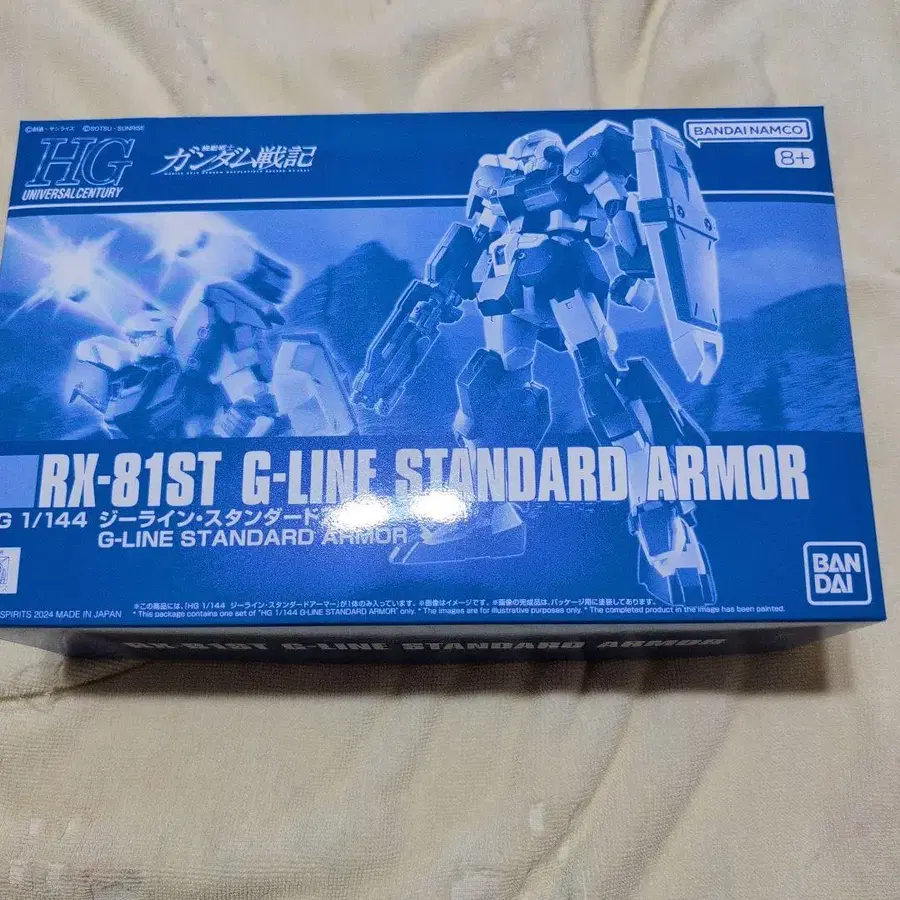 ©創通・サンライズ ©SOTSU・SUNRISE
HG
UNIVERSAL CENTURY
機動戦士
ガンダム戦記
BANDAI NAMCO
8+
RX-81ST G-LINE STANDARD ARMOR
G 1/144 ジーライン・スタンダード
G-LINE STANDARD ARMOR
BAN
DAI
SPIRITS 2024 MADE IN JAPAN
※この商品には、「HG 1/144 ジーライン・スタンダードアーマー」が1体のみ入っています。※画像はイメージです。※画像の完成品は、パッケージ用に塗装しております。
* This package contains one set of "HG 1/144 G-LINE STANDARD ARMOR" only. * The images are for illustrative purposes only. * The completed product in the image has been painted.
RX-81ST G-LINE STANDARD ARMOR